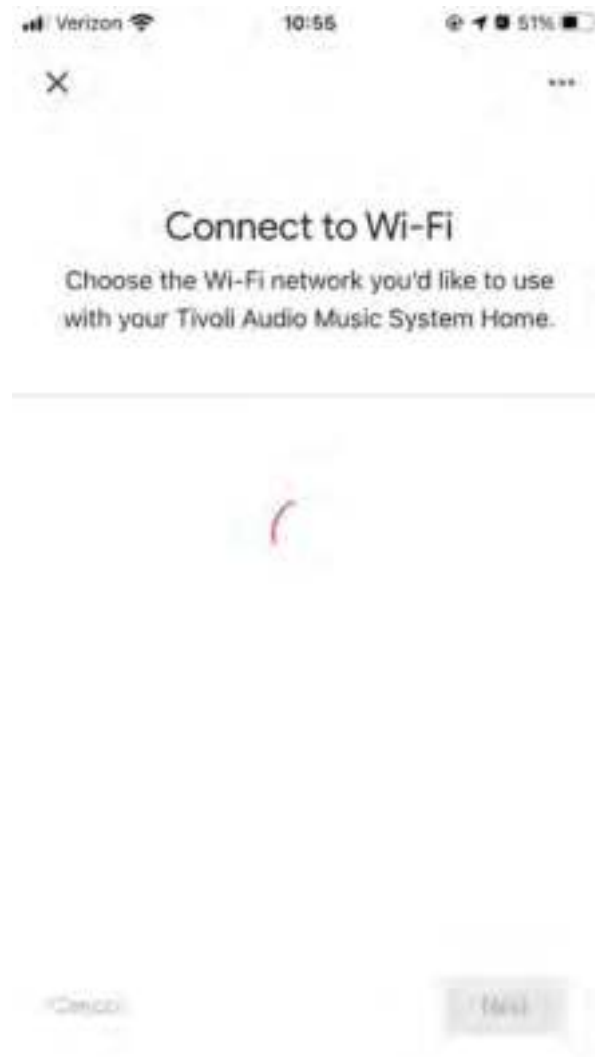 Verizon 10:55 51%
Connect to Wi-Fi
Choose the Wi-Fi network you'd like to use
with your Tivoli Audio Music System Home.
Cancel Next